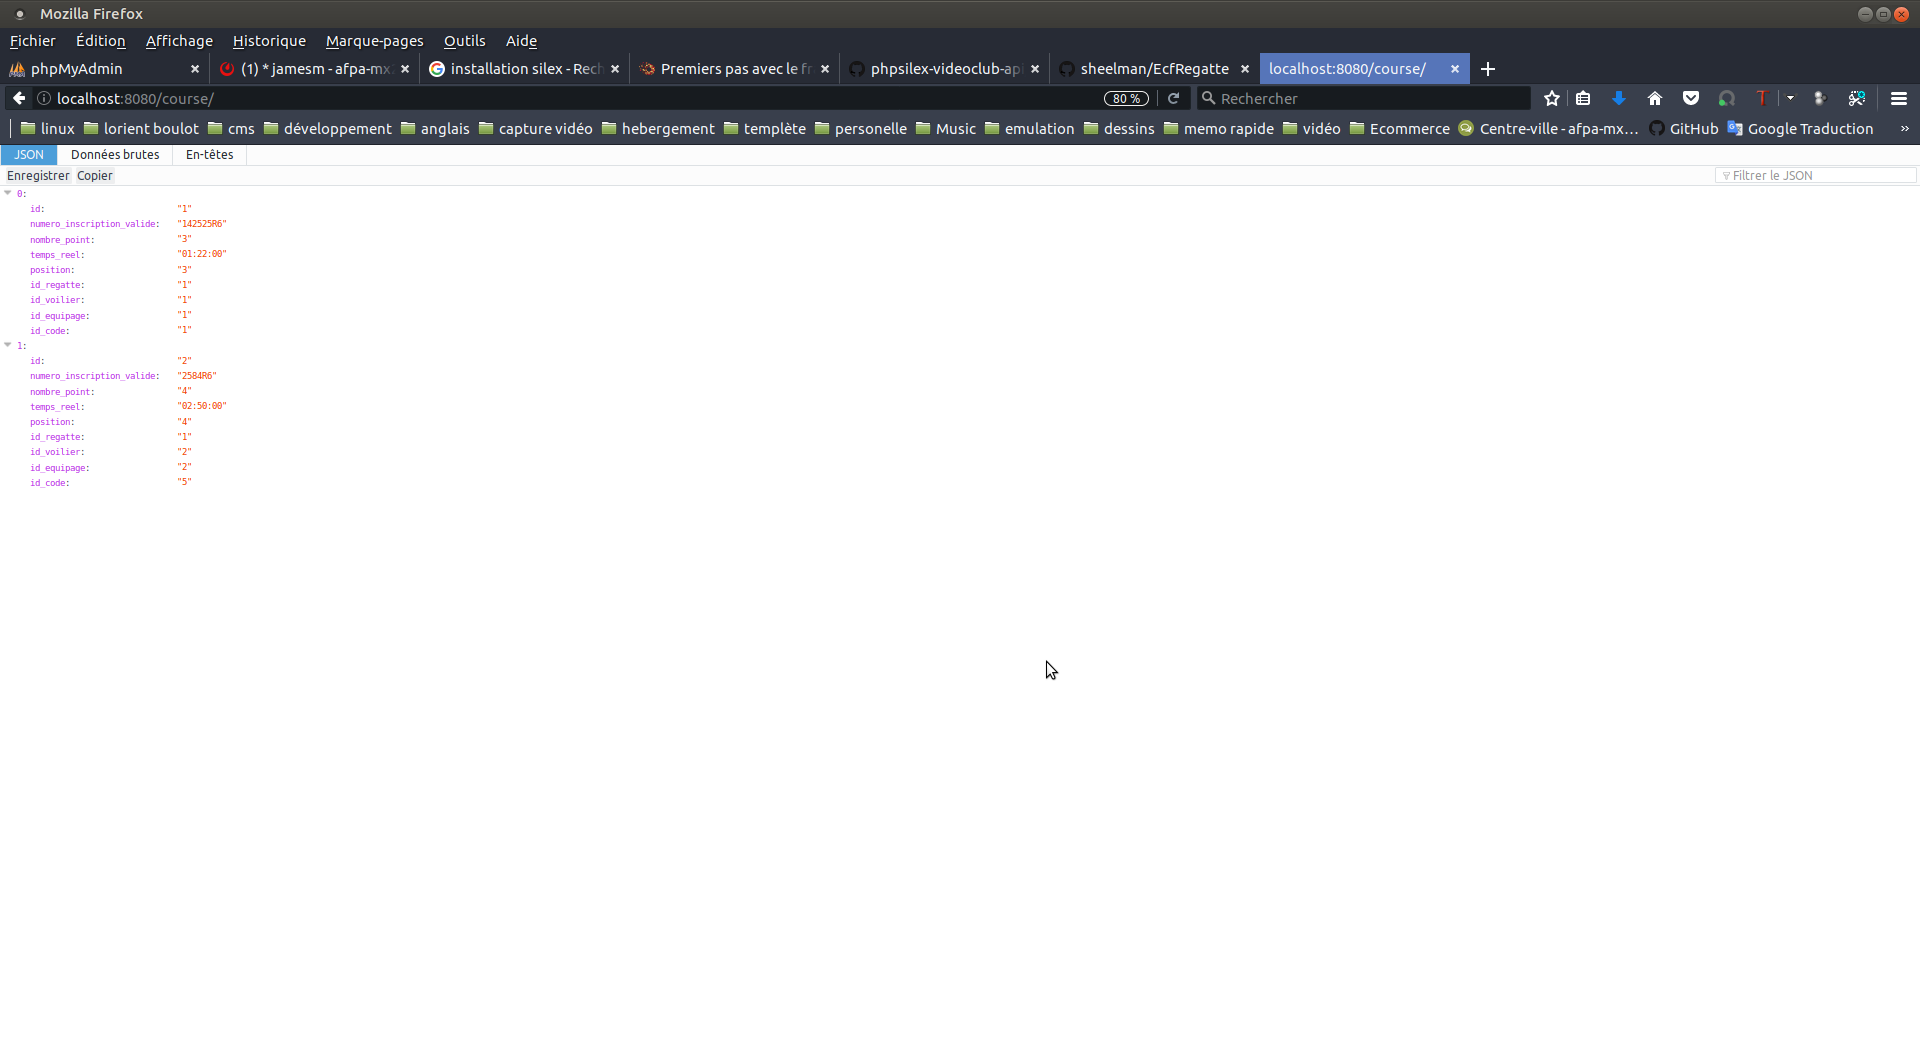 Mozilla Firefox
Fichier Édition Affichage Historique Marque-pages Outils Aide
phpMyAdmin (1) * jamesm - afpa-mx installation silex - Rech Premiers pas avec le fr phpsilex-videoclub-api sheelman/EcfRegatte localhost:8080/course/
localhost:8080/course/ 80 % Rechercher
linux lorient boulot cms développement anglais capture vidéo hebergement templète personelle Music emulation dessins memo rapide vidéo Ecommerce Centre-ville - afpa-mx… GitHub Google Traduction »
JSON Données brutes En-têtes
Enregistrer Copier Filtrer le JSON
0:
id: "1"
numero_inscription_valide: "142525R6"
nombre_point: "3"
temps_reel: "01:22:00"
position: "3"
id_regatte: "1"
id_voilier: "1"
id_equipage: "1"
id_code: "1"
1:
id: "2"
numero_inscription_valide: "2584R6"
nombre_point: "4"
temps_reel: "02:50:00"
position: "4"
id_regatte: "1"
id_voilier: "2"
id_equipage: "2"
id_code: "5"